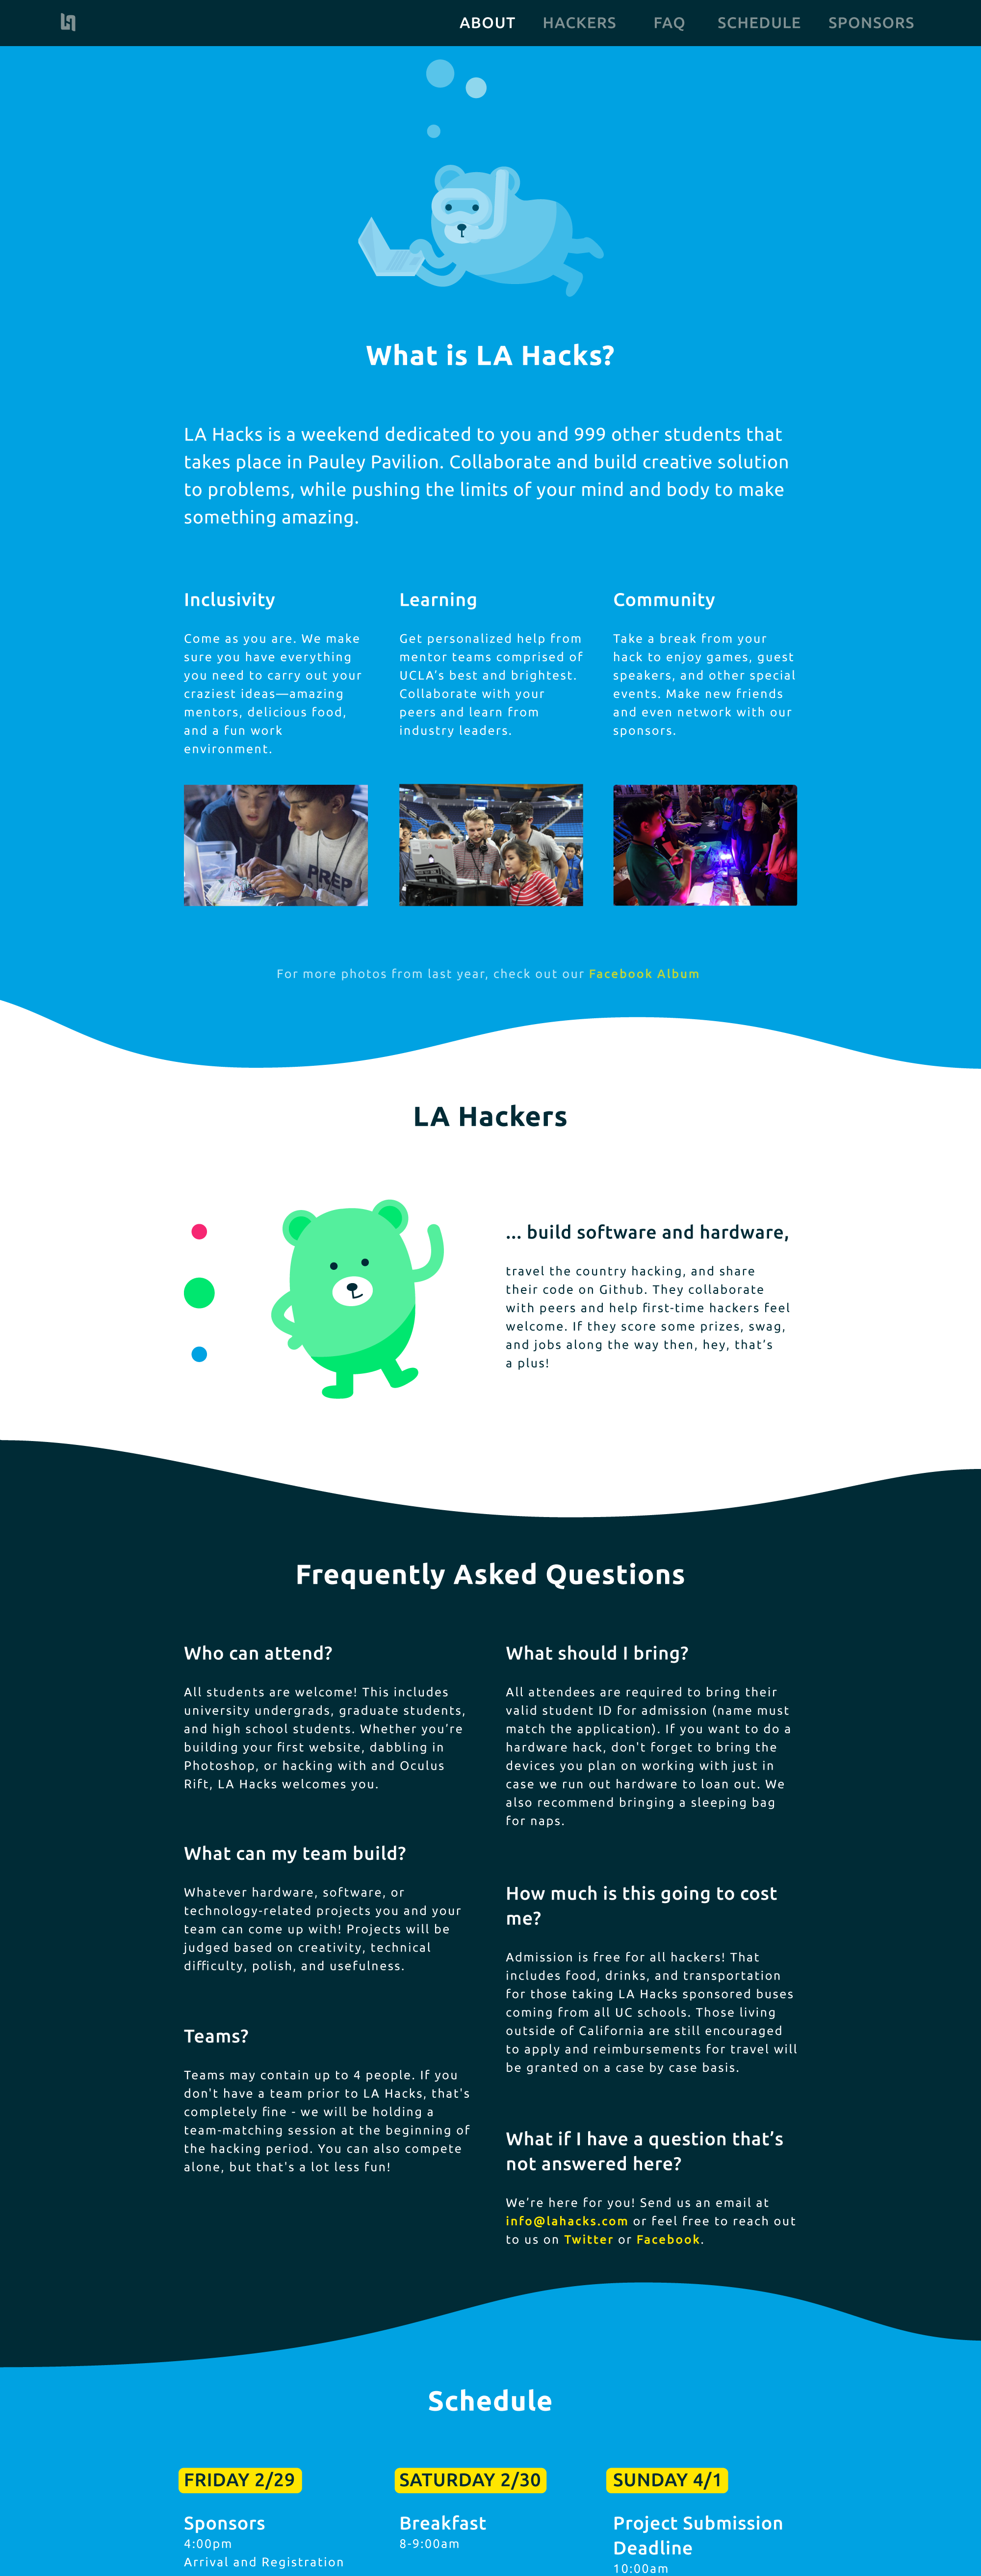 ABOUT HACKERS FAQ SCHEDULE SPONSORS
What is LA Hacks?
LA Hacks is a weekend dedicated to you and 999 other students that
takes place in Pauley Pavilion. Collaborate and build creative solution
to problems, while pushing the limits of your mind and body to make
something amazing.
Inclusivity
Come as you are. We make
sure you have everything
you need to carry out your
craziest ideas—amazing
mentors, delicious food,
and a fun work
environment.
Learning
Get personalized help from
mentor teams comprised of
UCLA's best and brightest.
Collaborate with your
peers and learn from
industry leaders.
Community
Take a break from your
hack to enjoy games, guest
speakers, and other special
events. Make new friends
and even network with our
sponsors.
PREP
For more photos from last year, check out our Facebook Album
LA Hackers
... build software and hardware,
travel the country hacking, and share
their code on Github. They collaborate
with peers and help first-time hackers feel
welcome. If they score some prizes, swag,
and jobs along the way then, hey, that's
a plus!
Frequently Asked Questions
Who can attend?
All students are welcome! This includes
university undergrads, graduate students,
and high school students. Whether you're
building your first website, dabbling in
Photoshop, or hacking with and Oculus
Rift, LA Hacks welcomes you.
What can my team build?
Whatever hardware, software, or
technology-related projects you and your
team can come up with! Projects will be
judged based on creativity, technical
difficulty, polish, and usefulness.
Teams?
Teams may contain up to 4 people. If you
don't have a team prior to LA Hacks, that's
completely fine - we will be holding a
team-matching session at the beginning of
the hacking period. You can also compete
alone, but that's a lot less fun!
What should I bring?
All attendees are required to bring their
valid student ID for admission (name must
match the application). If you want to do a
hardware hack, don't forget to bring the
devices you plan on working with just in
case we run out hardware to loan out. We
also recommend bringing a sleeping bag
for naps.
How much is this going to cost
me?
Admission is free for all hackers! That
includes food, drinks, and transportation
for those taking LA Hacks sponsored buses
coming from all UC schools. Those living
outside of California are still encouraged
to apply and reimbursements for travel will
be granted on a case by case basis.
What if I have a question that's
not answered here?
We're here for you! Send us an email at
info@lahacks.com or feel free to reach out
to us on Twitter or Facebook.
Schedule
FRIDAY 2/29
Sponsors
4:00pm
Arrival and Registration
SATURDAY 2/30
Breakfast
8-9:00am
SUNDAY 4/1
Project Submission
Deadline
10:00am